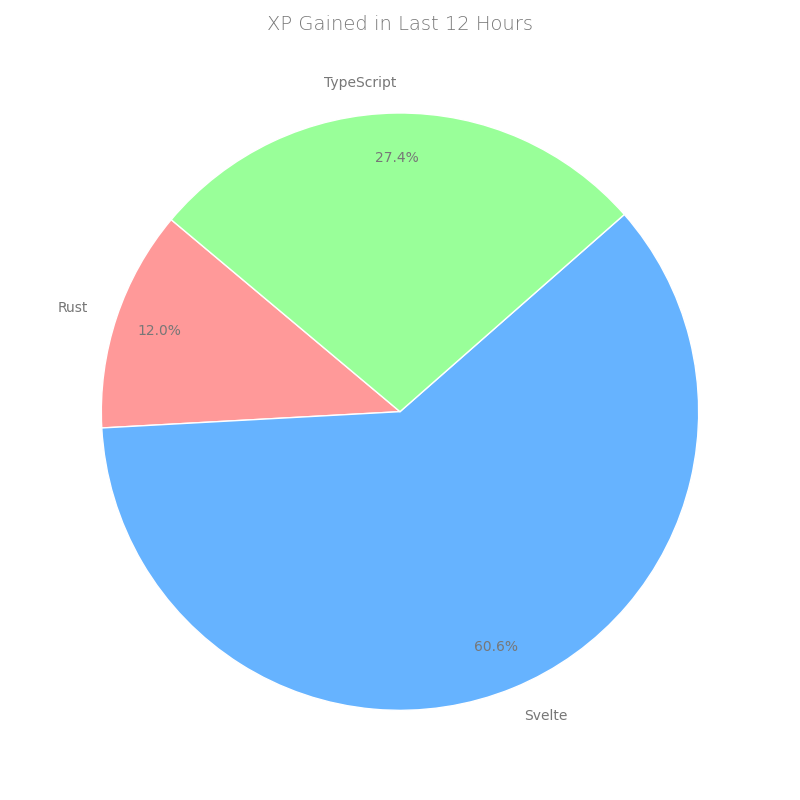 XP Gained in Last 12 Hours
TypeScript
27.4%
Rust
12.0%
60.6%
Svelte